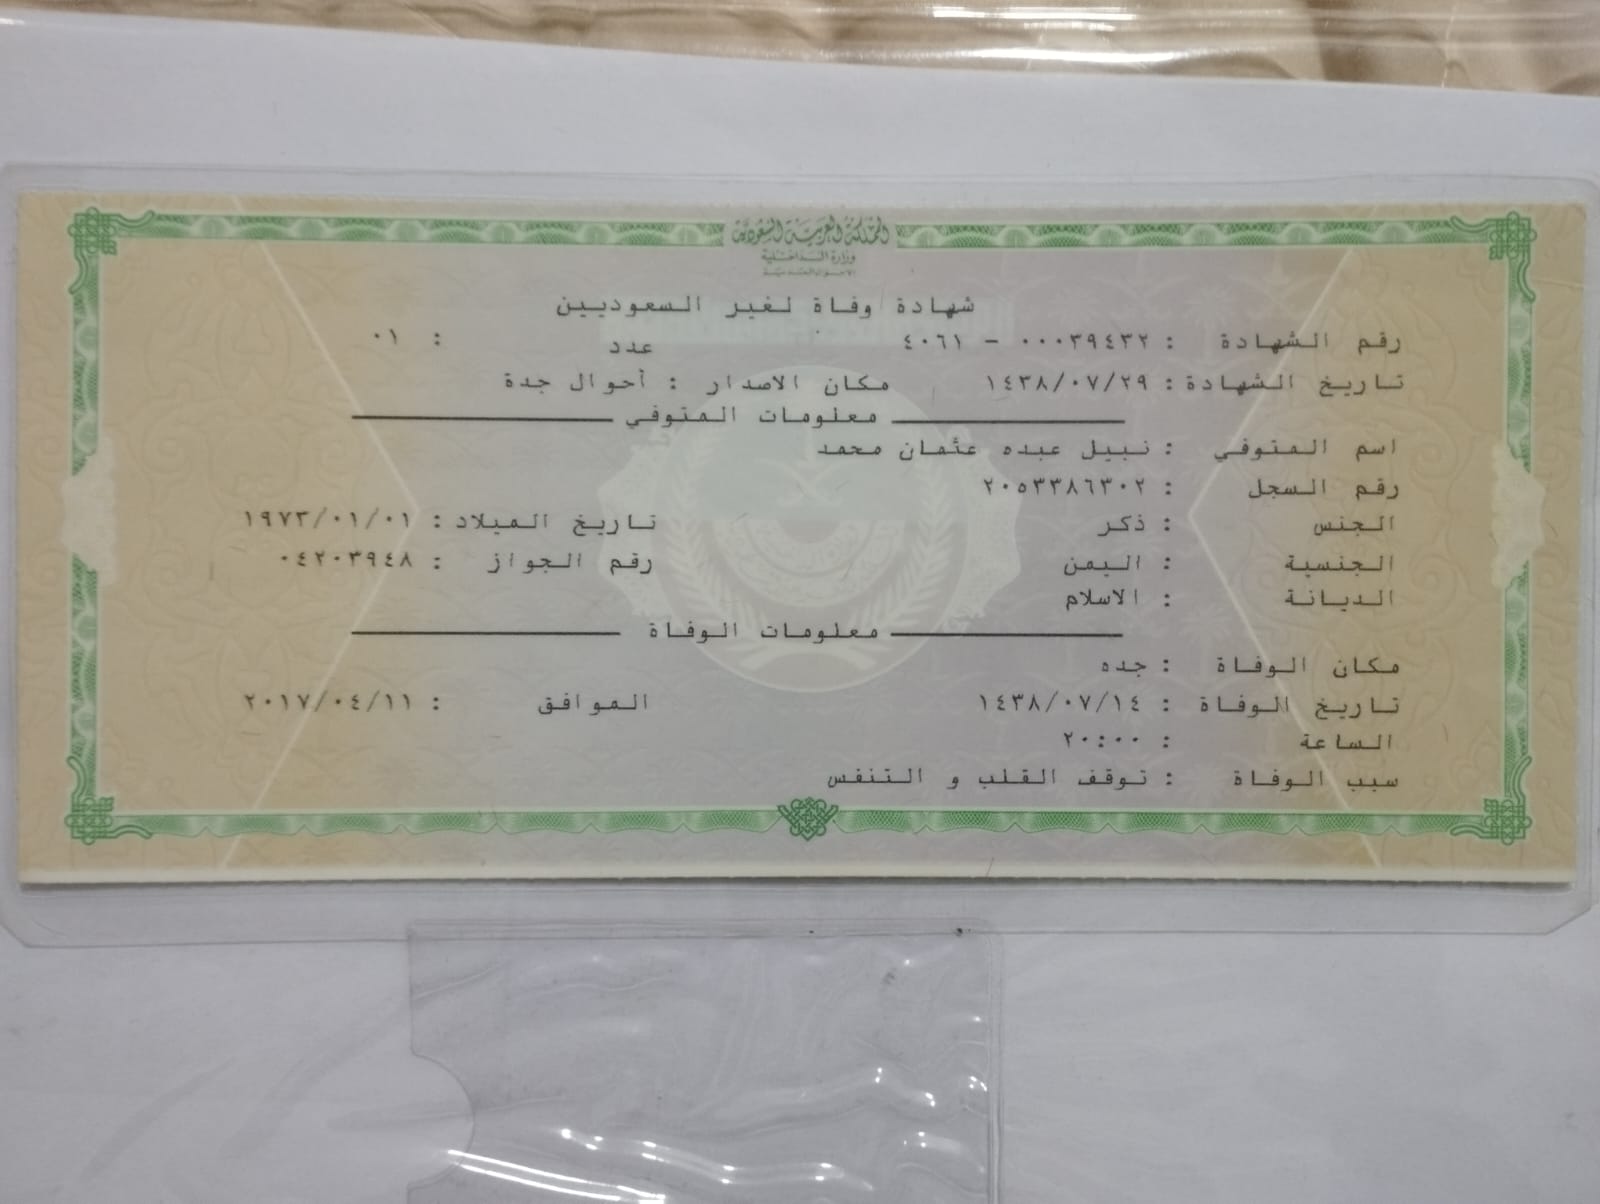 المملكة العربية السعودية
وزارة الداخلية
الأحوال المدنية
شهادة وفاة لغير السعوديين
رقم الشهادة : ٠٠٠٣٩٤٣٢ - ٤٠٦١ عدد : ٠١
تاريخ الشهادة : ١٤٣٨/٠٧/٢٩ مكان الاصدار : أحوال جدة
معلومات المتوفي
اسم المتوفي : نبيل عبده عثمان محمد
رقم السجل : ٢٠٥٣٣٨٦٣٠٢
الجنس : ذكر تاريخ الميلاد : ١٩٧٣/٠١/٠١
الجنسية : اليمن رقم الجواز : ٠٤٢٠٣٩٤٨
الديانة : الاسلام
معلومات الوفاة
مكان الوفاة : جده
تاريخ الوفاة : ١٤٣٨/٠٧/١٤ الموافق : ٢٠١٧/٠٤/١١
الساعة : ٢٠:٠٠
سبب الوفاة : توقف القلب و التنفس